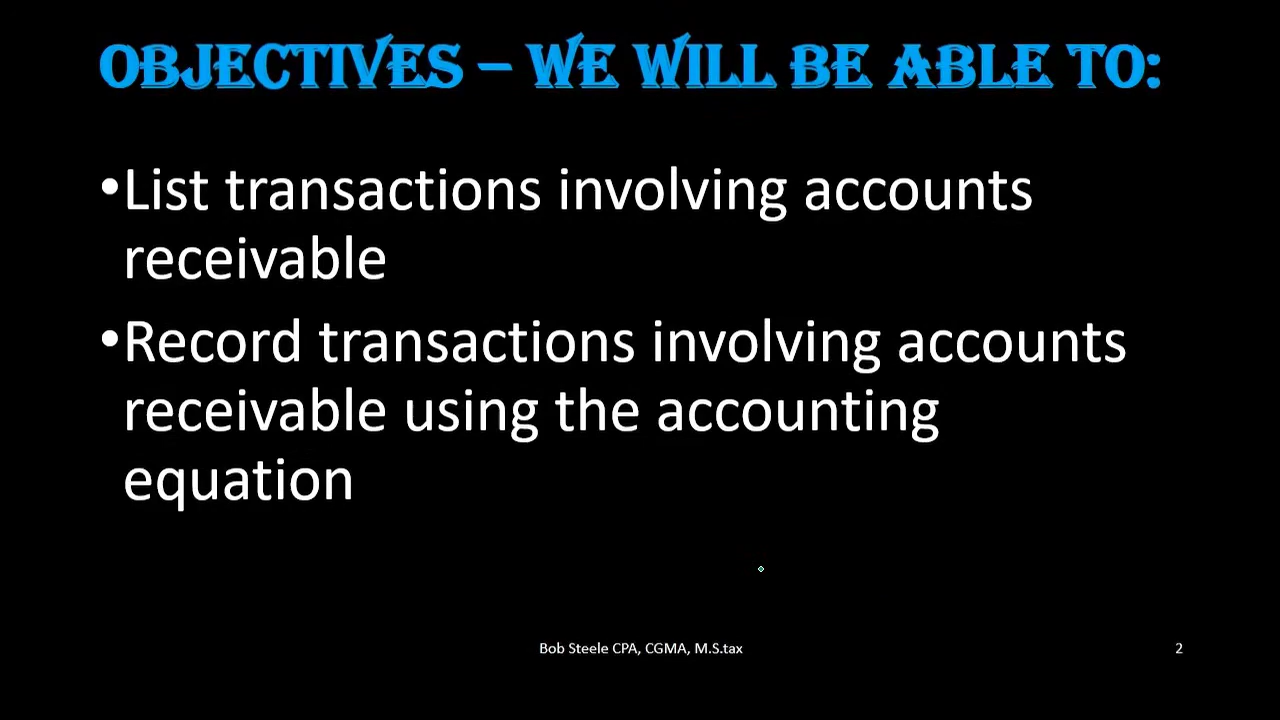 OBJECTIVES – WE WILL BE ABLE TO:
•List transactions involving accounts
receivable
•Record transactions involving accounts
receivable using the accounting
equation
Bob Steele CPA, CGMA, M.S.tax
2